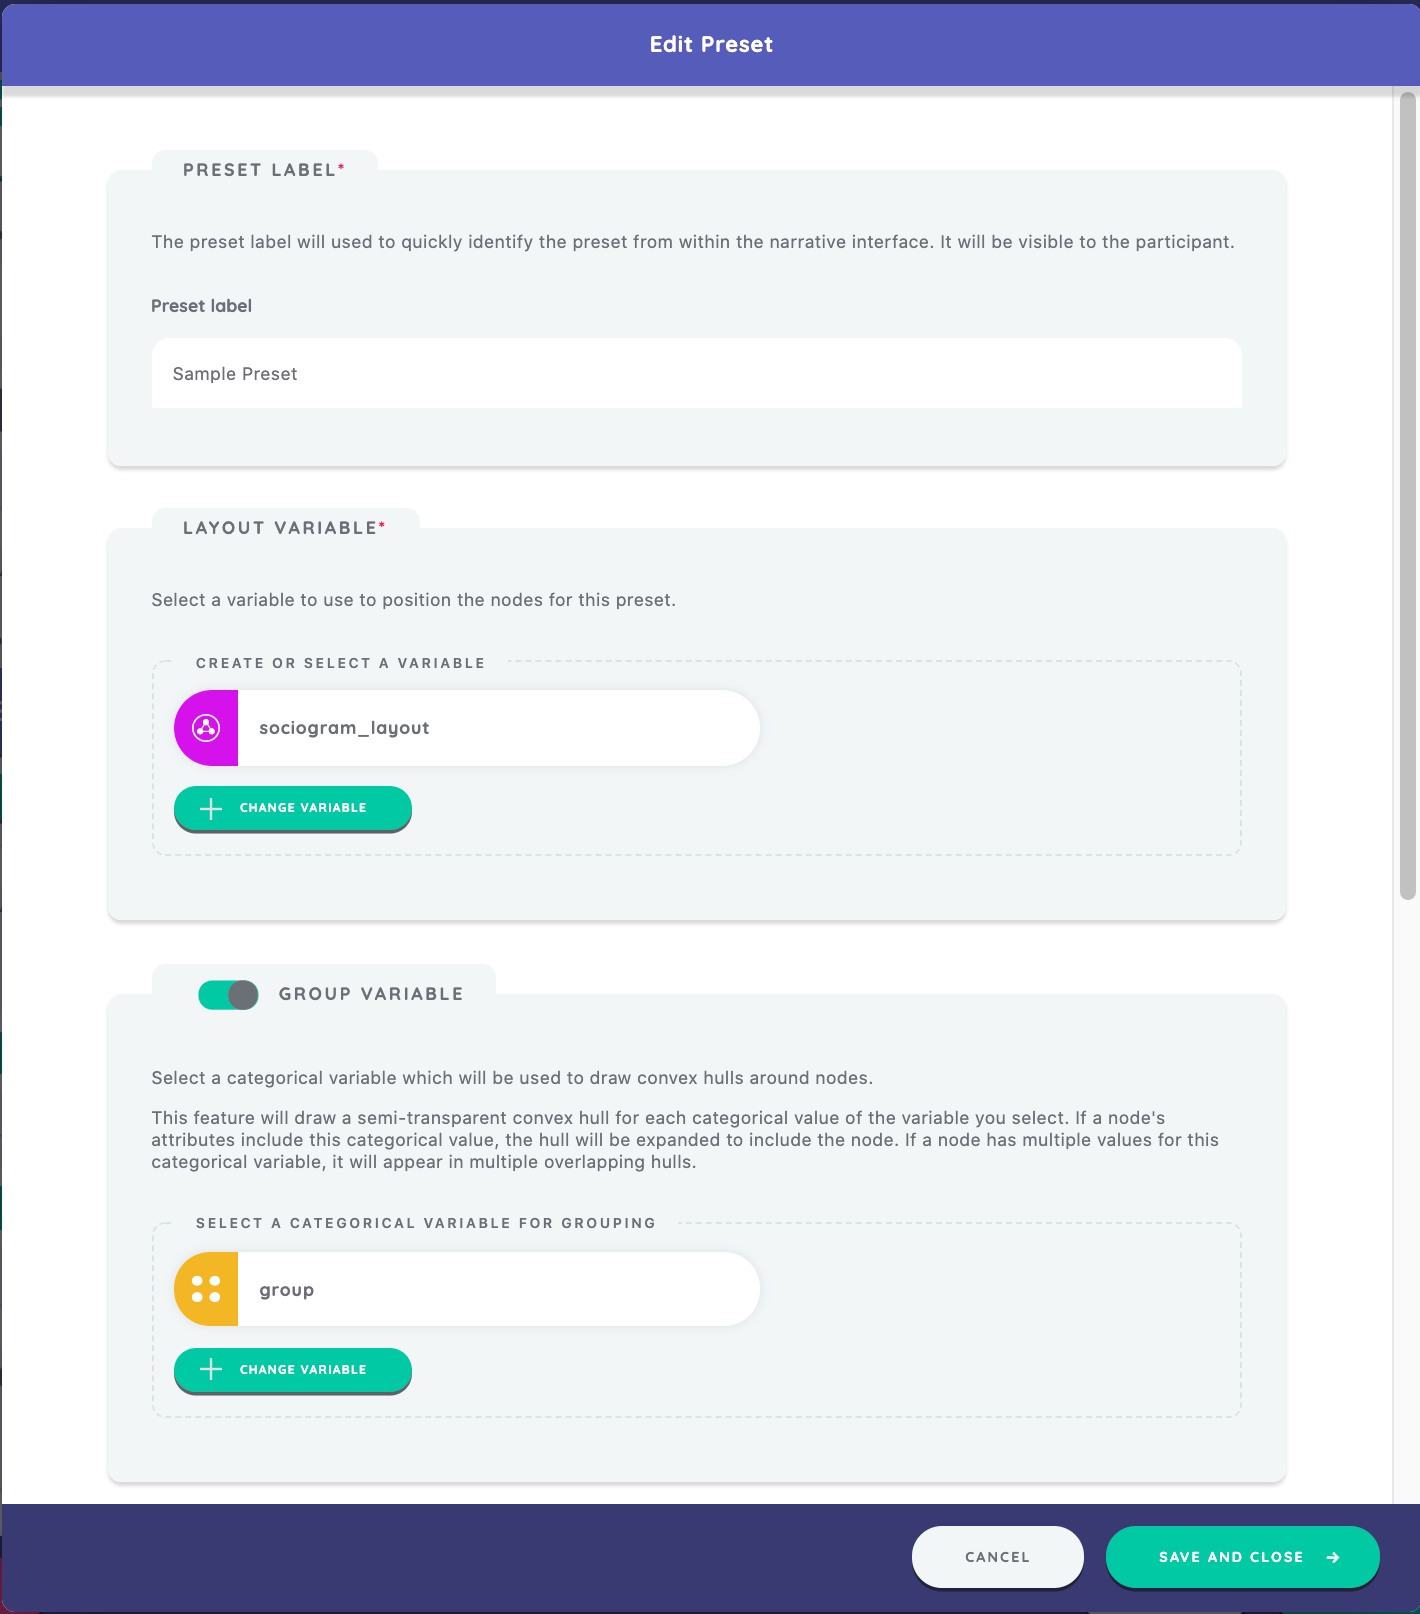 Edit Preset
PRESET LABEL*
The preset label will used to quickly identify the preset from within the narrative interface. It will be visible to the participant.
Preset label
Sample Preset
LAYOUT VARIABLE*
Select a variable to use to position the nodes for this preset.
CREATE OR SELECT A VARIABLE
sociogram_layout
CHANGE VARIABLE
GROUP VARIABLE
Select a categorical variable which will be used to draw convex hulls around nodes.
This feature will draw a semi-transparent convex hull for each categorical value of the variable you select. If a node's
attributes include this categorical value, the hull will be expanded to include the node. If a node has multiple values for this
categorical variable, it will appear in multiple overlapping hulls.
SELECT A CATEGORICAL VARIABLE FOR GROUPING
group
CHANGE VARIABLE
CANCEL
SAVE AND CLOSE